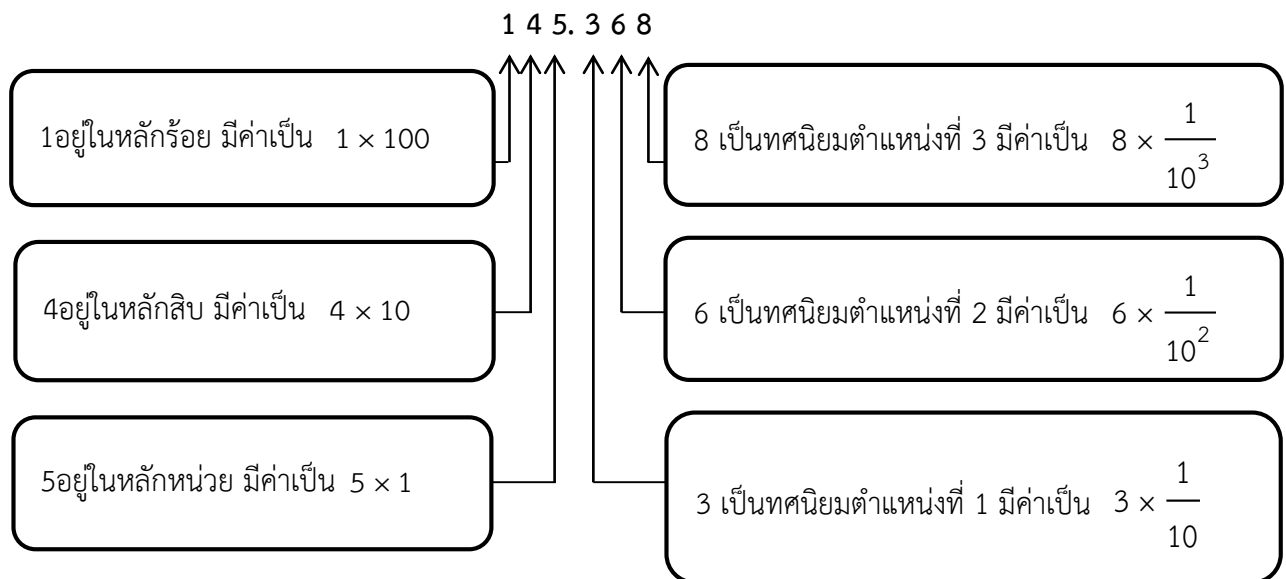 1 4 5. 3 6 8
1อยู่ในหลักร้อย มีค่าเป็น 1 × 100
4อยู่ในหลักสิบ มีค่าเป็น 4 × 10
5อยู่ในหลักหน่วย มีค่าเป็น 5 × 1
8 เป็นทศนิยมตำแหน่งที่ 3 มีค่าเป็น 8 × 1/10³
6 เป็นทศนิยมตำแหน่งที่ 2 มีค่าเป็น 6 × 1/10²
3 เป็นทศนิยมตำแหน่งที่ 1 มีค่าเป็น 3 × 1/10